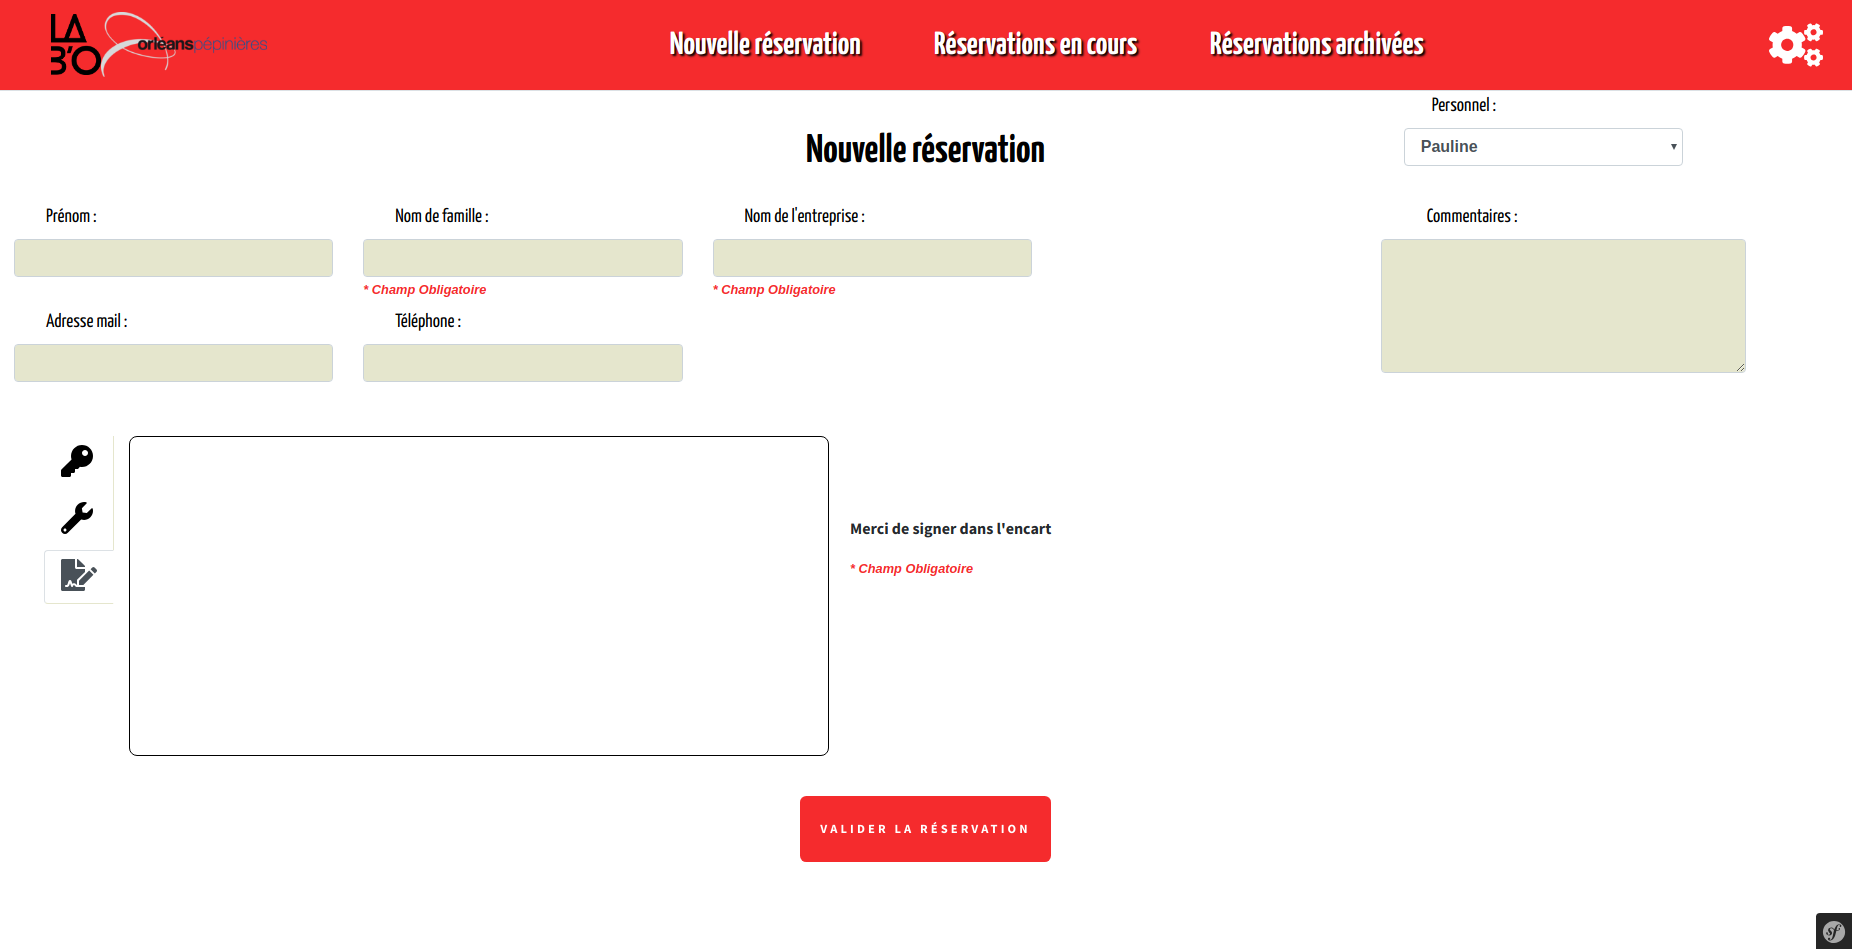 LA
B'O
orléanspépinières
Nouvelle réservation
Réservations en cours
Réservations archivées
Personnel :
Nouvelle réservation
Pauline
Prénom :
Nom de famille :
Nom de l'entreprise :
Commentaires :
* Champ Obligatoire
* Champ Obligatoire
Adresse mail :
Téléphone :
Merci de signer dans l'encart
* Champ Obligatoire
VALIDER LA RÉSERVATION
sf